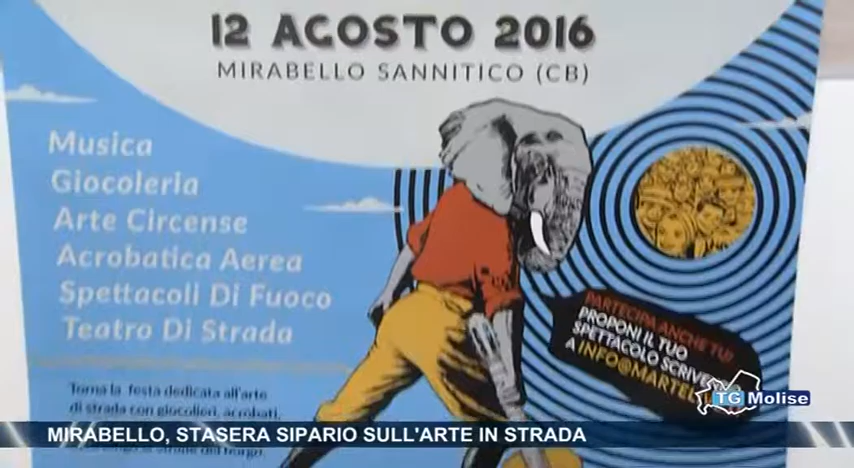 12 AGOSTO 2016
MIRABELLO SANNITICO (CB)
Musica
Giocoleria
Arte Circense
Acrobatica Aerea
Spettacoli Di Fuoco
Teatro Di Strada
Torna la festa dedicata all'arte
di strada con giocolieri, acrobati,
PARTECIPA ANCHE TU!
PROPONI IL TUO
SPETTACOLO SCRIVE
A INFO@MARTE
TG Molise
MIRABELLO, STASERA SIPARIO SULL'ARTE IN STRADA